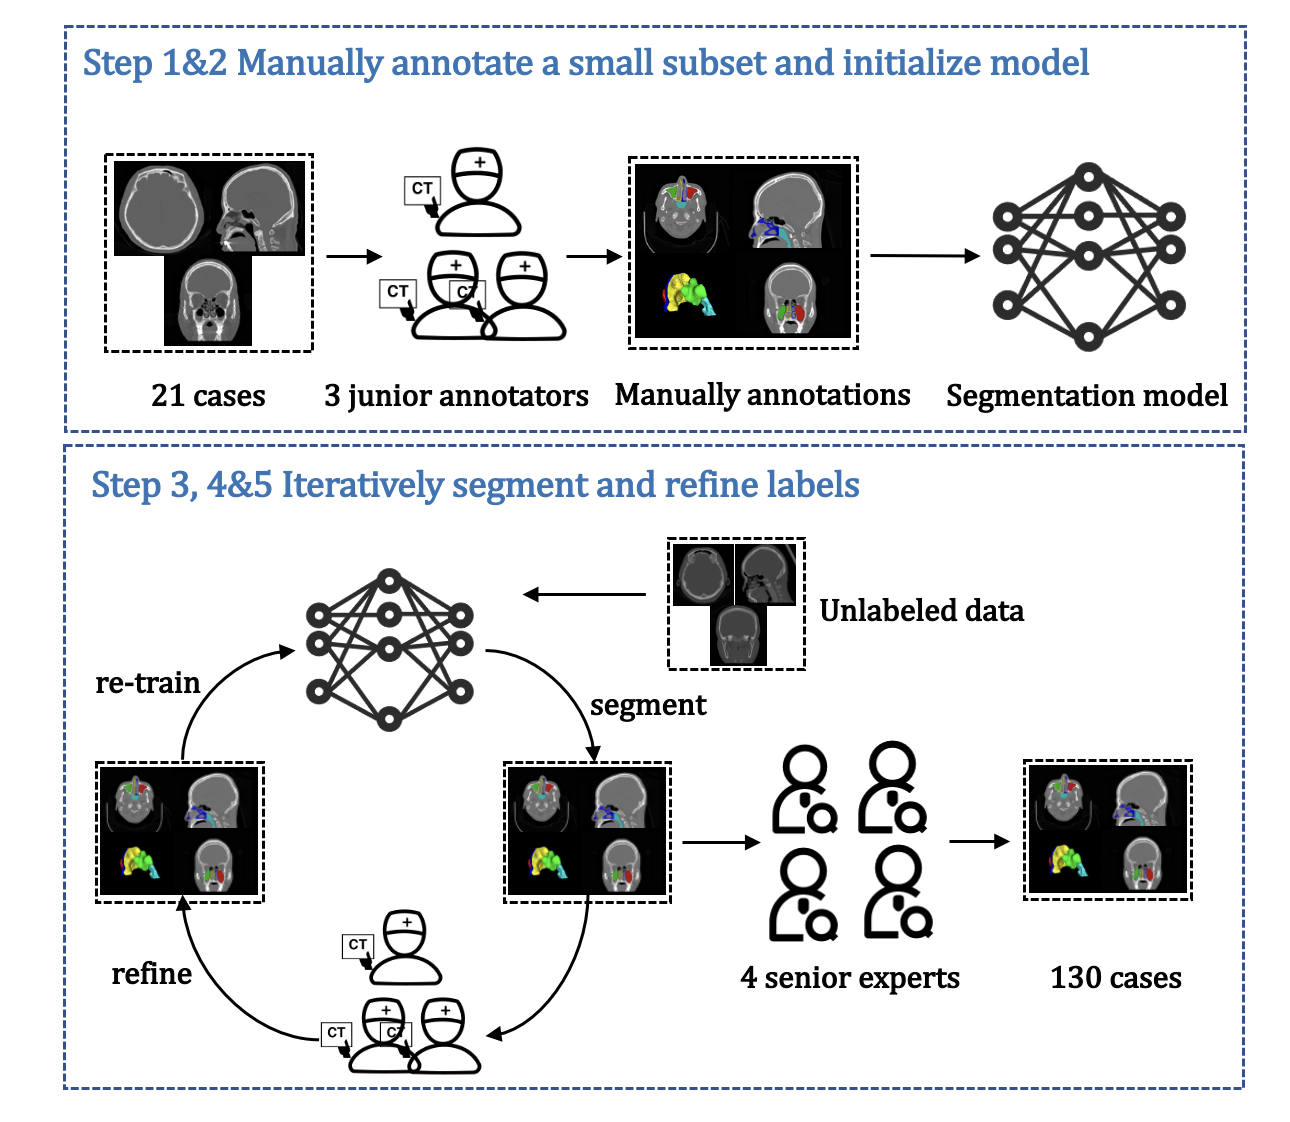 Step 1&2 Manually annotate a small subset and initialize model
CT
CT
CT
21 cases
3 junior annotators
Manually annotations
Segmentation model
Step 3, 4&5 Iteratively segment and refine labels
Unlabeled data
re-train
segment
CT
refine
CT
CT
4 senior experts
130 cases